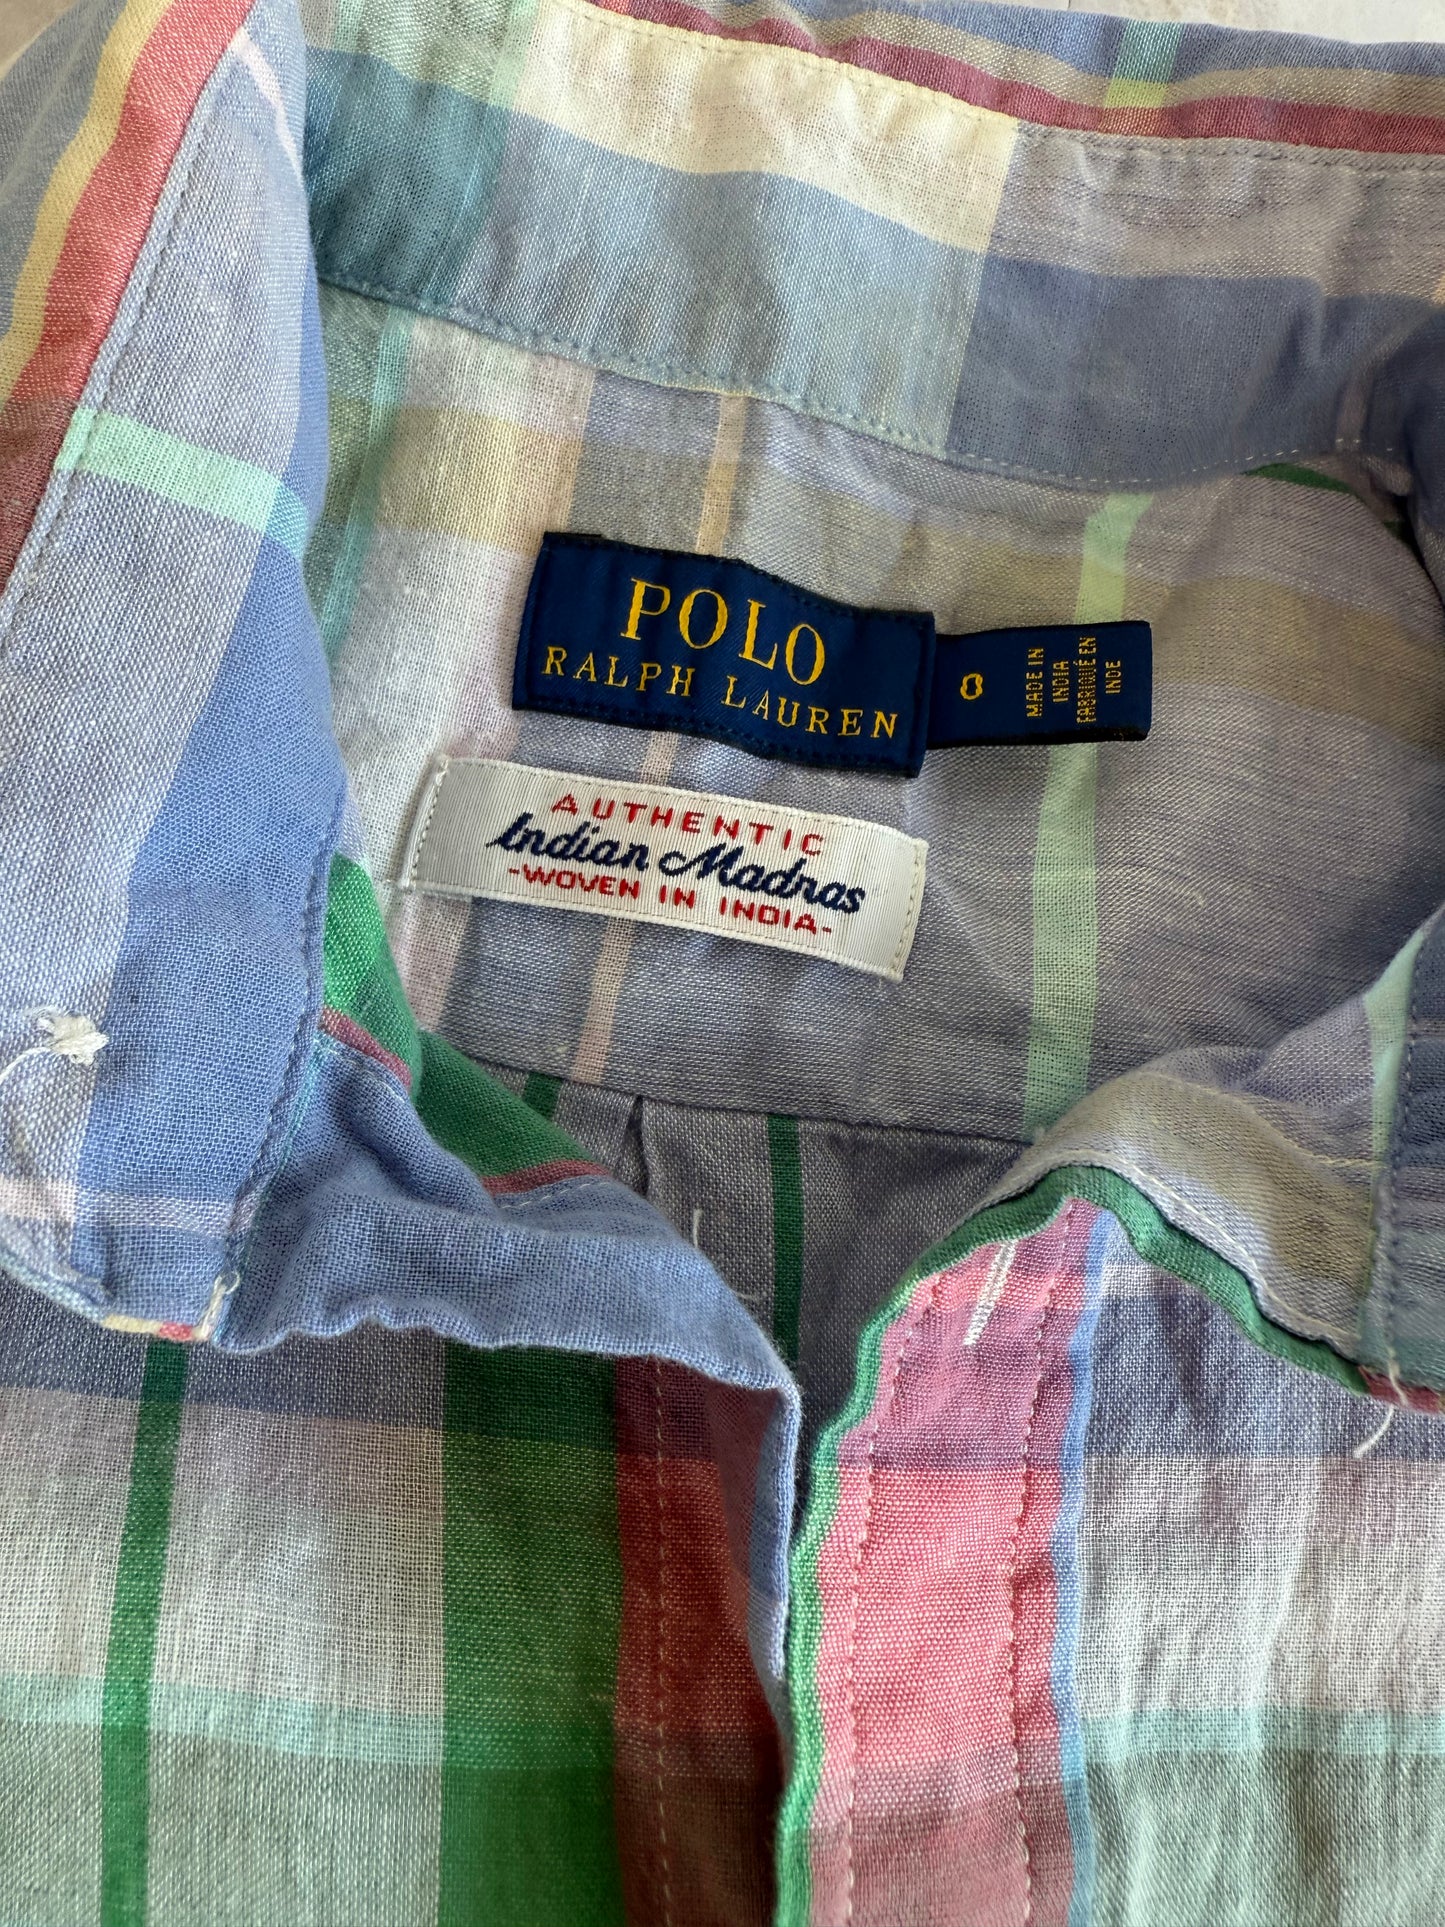 POLO
RALPH LAUREN
0
MADE IN
INDIA
FABRIQUÉ EN
INDE
AUTHENTIC
Indian Madras
-WOVEN IN INDIA-